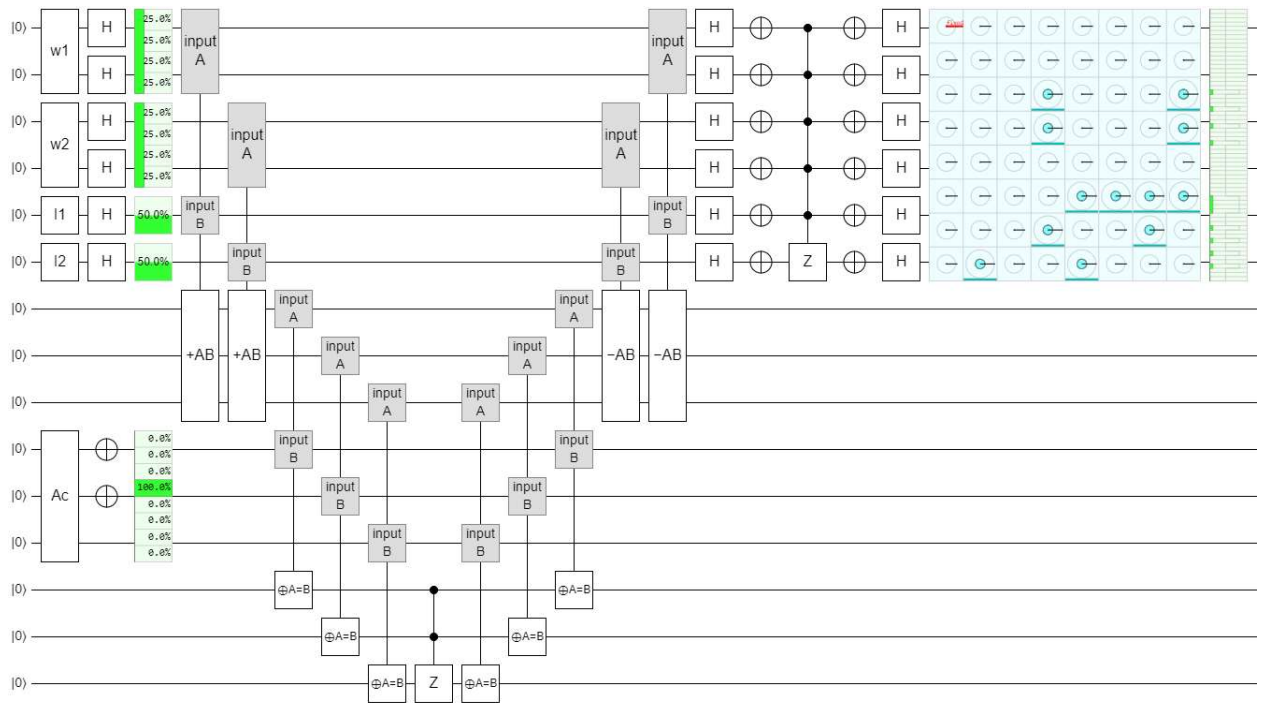 |0⟩ w1 H 25.0% input A input A H H
25.0%
|0⟩ H 25.0% H H
25.0%
|0⟩ w2 H 25.0% input A input A H H
25.0%
|0⟩ H 25.0% H H
25.0%
|0⟩ l1 H 50.0% input B input B H H
|0⟩ l2 H 50.0% input B input B H Z H
|0⟩ +AB +AB input A input A −AB −AB
|0⟩ input A input A
|0⟩ input A input A
|0⟩ Ac 0.0% input B input B
0.0%
0.0%
|0⟩ 100.0% input B input B
0.0%
0.0%
|0⟩ 0.0% input B input B
0.0%
|0⟩ ⊕A=B ⊕A=B
|0⟩ ⊕A=B ⊕A=B
|0⟩ ⊕A=B Z ⊕A=B